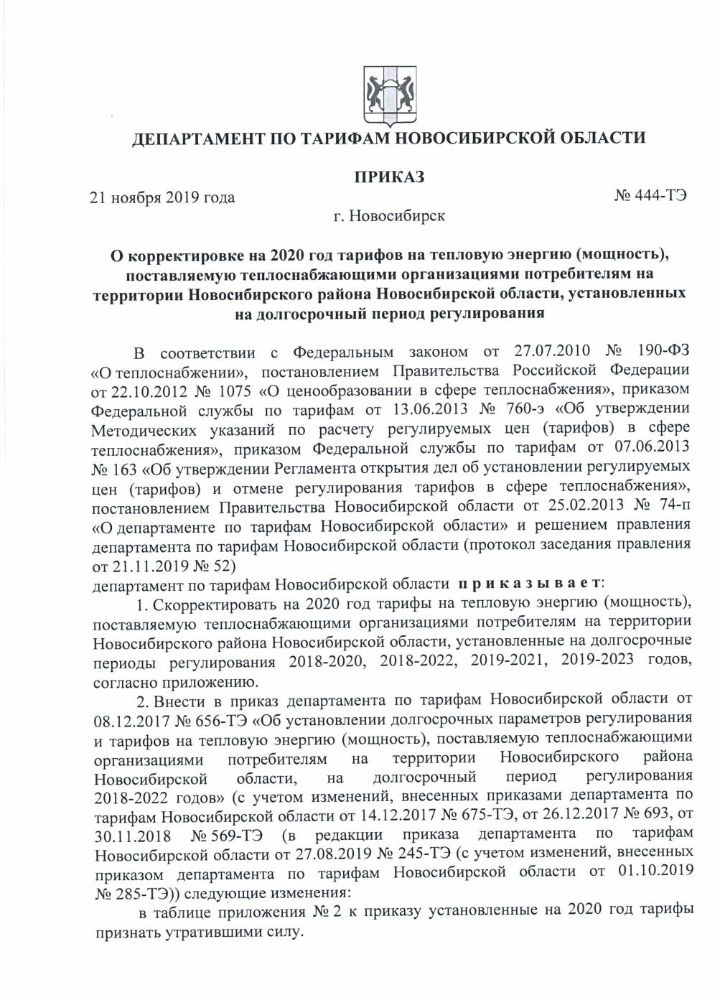 ДЕПАРТАМЕНТ ПО ТАРИФАМ НОВОСИБИРСКОЙ ОБЛАСТИ
ПРИКАЗ
21 ноября 2019 года № 444-ТЭ
г. Новосибирск
О корректировке на 2020 год тарифов на тепловую энергию (мощность),
поставляемую теплоснабжающими организациями потребителям на
территории Новосибирского района Новосибирской области, установленных
на долгосрочный период регулирования
В соответствии с Федеральным законом от 27.07.2010 № 190-ФЗ
«О теплоснабжении», постановлением Правительства Российской Федерации
от 22.10.2012 № 1075 «О ценообразовании в сфере теплоснабжения», приказом
Федеральной службы по тарифам от 13.06.2013 № 760-э «Об утверждении
Методических указаний по расчету регулируемых цен (тарифов) в сфере
теплоснабжения», приказом Федеральной службы по тарифам от 07.06.2013
№ 163 «Об утверждении Регламента открытия дел об установлении регулируемых
цен (тарифов) и отмене регулирования тарифов в сфере теплоснабжения»,
постановлением Правительства Новосибирской области от 25.02.2013 № 74-п
«О департаменте по тарифам Новосибирской области» и решением правления
департамента по тарифам Новосибирской области (протокол заседания правления
от 21.11.2019 № 52)
департамент по тарифам Новосибирской области п р и к а з ы в а е т:
1. Скорректировать на 2020 год тарифы на тепловую энергию (мощность),
поставляемую теплоснабжающими организациями потребителям на территории
Новосибирского района Новосибирской области, установленные на долгосрочные
периоды регулирования 2018-2020, 2018-2022, 2019-2021, 2019-2023 годов,
согласно приложению.
2. Внести в приказ департамента по тарифам Новосибирской области от
08.12.2017 № 656-ТЭ «Об установлении долгосрочных параметров регулирования
и тарифов на тепловую энергию (мощность), поставляемую теплоснабжающими
организациями потребителям на территории Новосибирского района
Новосибирской области, на долгосрочный период регулирования
2018-2022 годов» (с учетом изменений, внесенных приказами департамента по
тарифам Новосибирской области от 14.12.2017 № 675-ТЭ, от 26.12.2017 № 693, от
30.11.2018 № 569-ТЭ (в редакции приказа департамента по тарифам
Новосибирской области от 27.08.2019 № 245-ТЭ (с учетом изменений, внесенных
приказом департамента по тарифам Новосибирской области от 01.10.2019
№ 285-ТЭ)) следующие изменения:
в таблице приложения № 2 к приказу установленные на 2020 год тарифы
признать утратившими силу.